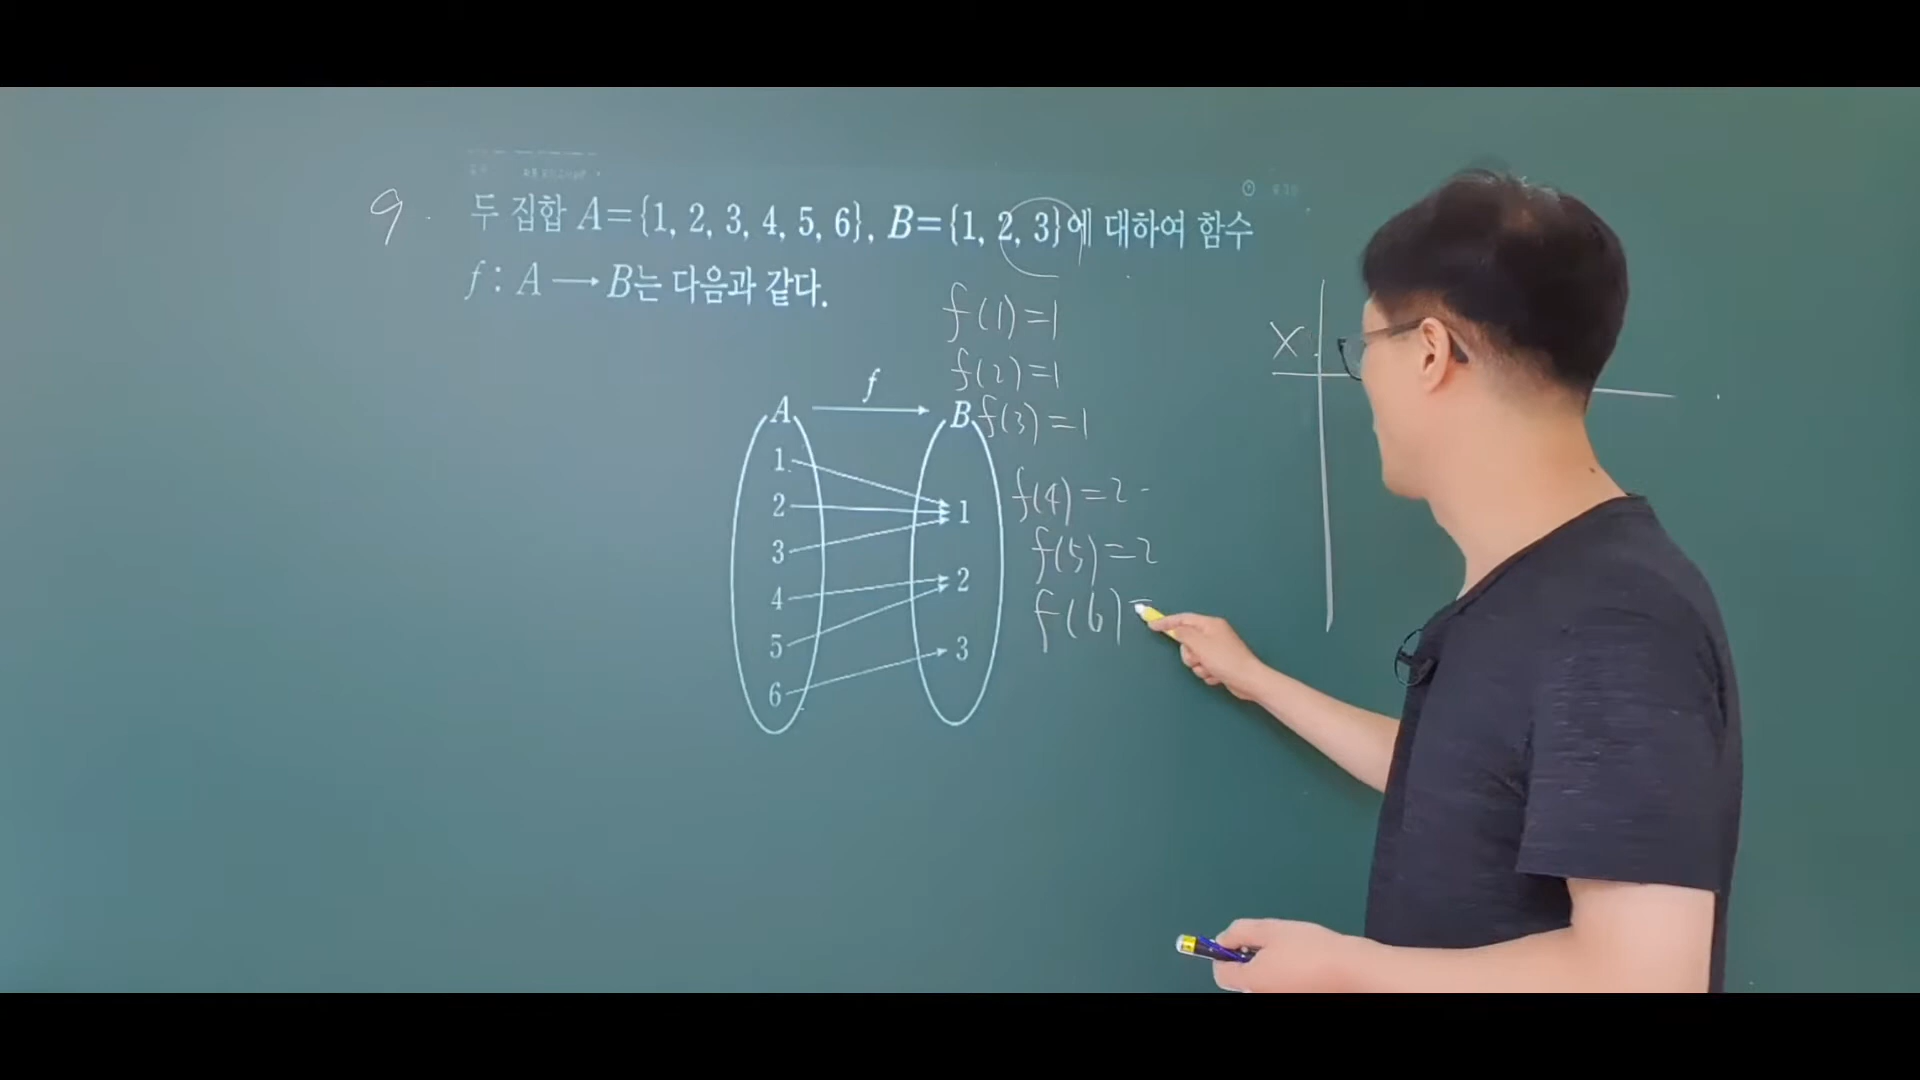 9.
두 집합 A={1, 2, 3, 4, 5, 6}, B={1, 2, 3}에 대하여 함수
f : A → B는 다음과 같다.
f(1)=1
f(2)=1
f(3)=1
f(4)=2
f(5)=2
f(6)=
X
f
A B
1
2
3
4
5
6
1
2
3